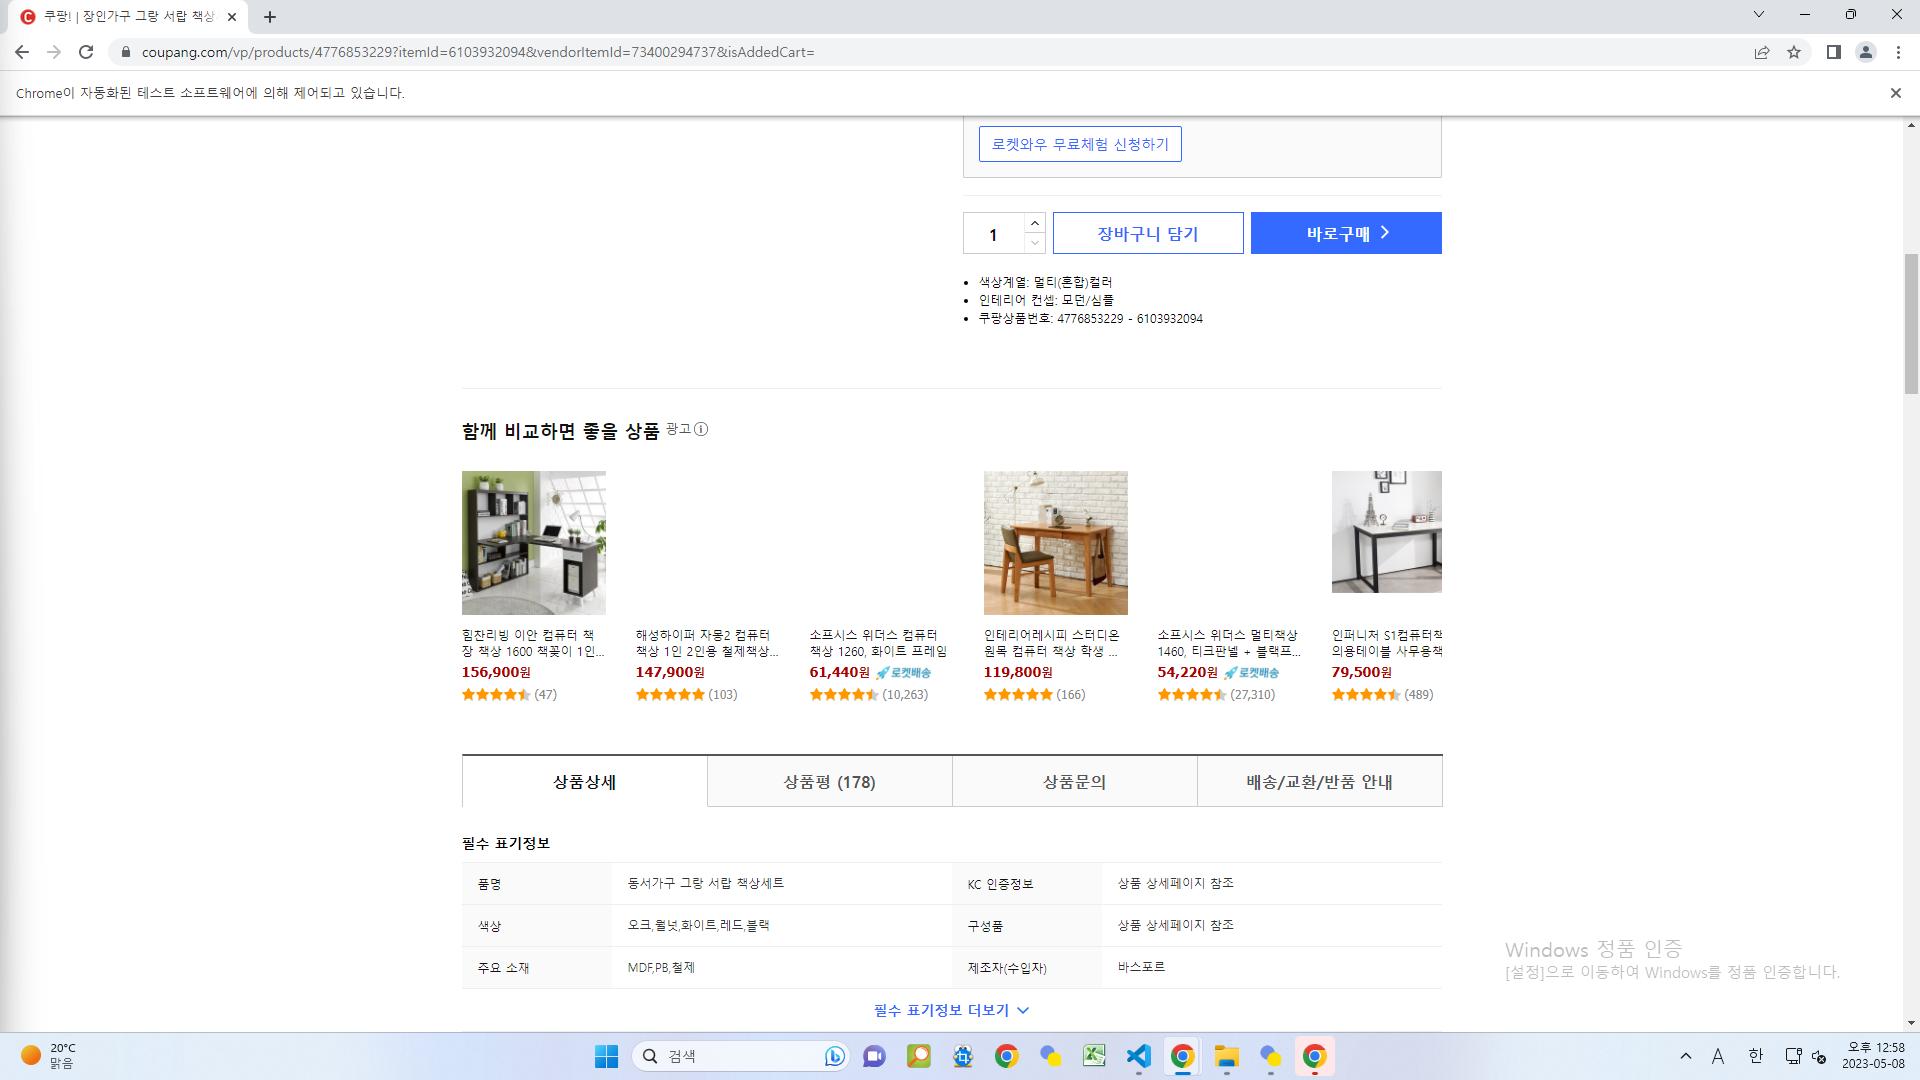 쿠팡! | 장인가구 그랑 서랍 책상
coupang.com/vp/products/4776853229?itemId=6103932094&vendorItemId=73400294737&isAddedCart=
Chrome이 자동화된 테스트 소프트웨어에 의해 제어되고 있습니다.
로켓와우 무료체험 신청하기
1
장바구니 담기
바로구매
색상계열: 멀티(혼합)컬러
인테리어 컨셉: 모던/심플
쿠팡상품번호: 4776853229 - 6103932094
함께 비교하면 좋을 상품 광고
힘찬리빙 이안 컴퓨터 책
장 책상 1600 책꽂이 1인...
156,900원
(47)
해성하이퍼 자몽2 컴퓨터
책상 1인 2인용 철제책상...
147,900원
(103)
소프시스 위더스 컴퓨터
책상 1260, 화이트 프레임
61,440원 로켓배송
(10,263)
인테리어레시피 스터디온
원목 컴퓨터 책상 학생 ...
119,800원
(166)
소프시스 위더스 멀티책상
1460, 티크판넬 + 블랙프...
54,220원 로켓배송
(27,310)
인퍼니처 S1컴퓨터책
의용테이블 사무용책
79,500원
(489)
상품상세
상품평 (178)
상품문의
배송/교환/반품 안내
필수 표기정보
품명 동서가구 그랑 서랍 책상세트 KC 인증정보 상품 상세페이지 참조
색상 오크,월넛,화이트,레드,블랙 구성품 상품 상세페이지 참조
주요 소재 MDF,PB,철제 제조자(수입자) 바스포르
필수 표기정보 더보기
Windows 정품 인증
[설정]으로 이동하여 Windows를 정품 인증합니다.
20°C
맑음
검색
A 한
오후 12:58
2023-05-08